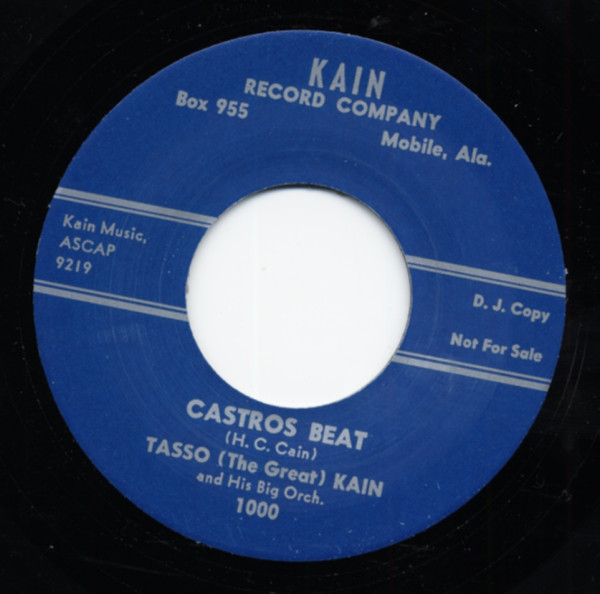 KAIN
RECORD COMPANY
Box 955
Mobile, Ala.
Kain Music,
ASCAP
9219
D. J. Copy
Not For Sale
CASTROS BEAT
(H. C. Cain)
TASSO (The Great) KAIN
and His Big Orch.
1000